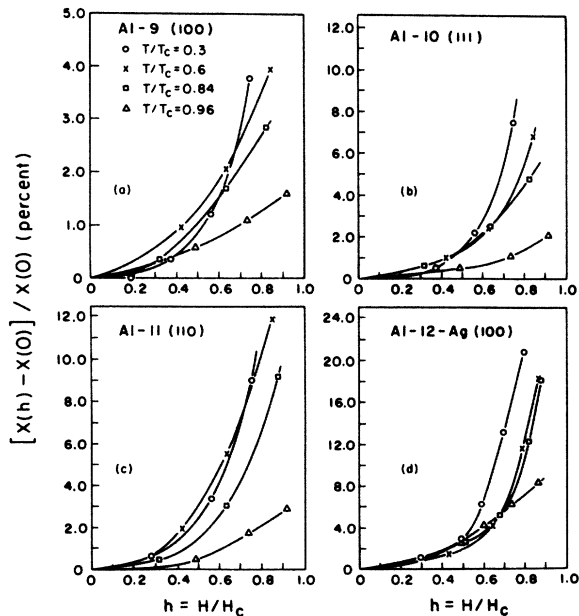 Al-9 (100)
T/Tc=0.3
T/Tc=0.6
T/Tc=0.84
T/Tc=0.96
5.0
4.0
3.0
2.0
1.0
0
(a)
0 0.2 0.4 0.6 0.8 1.0
Al-10 (111)
12.0
10.0
8.0
6.0
4.0
2.0
0
(b)
0 0.2 0.4 0.6 0.8 1.0
[X(h) - X(0)] / X(0) (percent)
Al-11 (110)
12.0
10.0
8.0
6.0
4.0
2.0
0
(c)
0 0.2 0.4 0.6 0.8 1.0
h = H/Hc
Al-12-Ag (100)
24.0
20.0
16.0
12.0
8.0
4.0
0
(d)
0 0.2 0.4 0.6 0.8 1.0
h = H/Hc